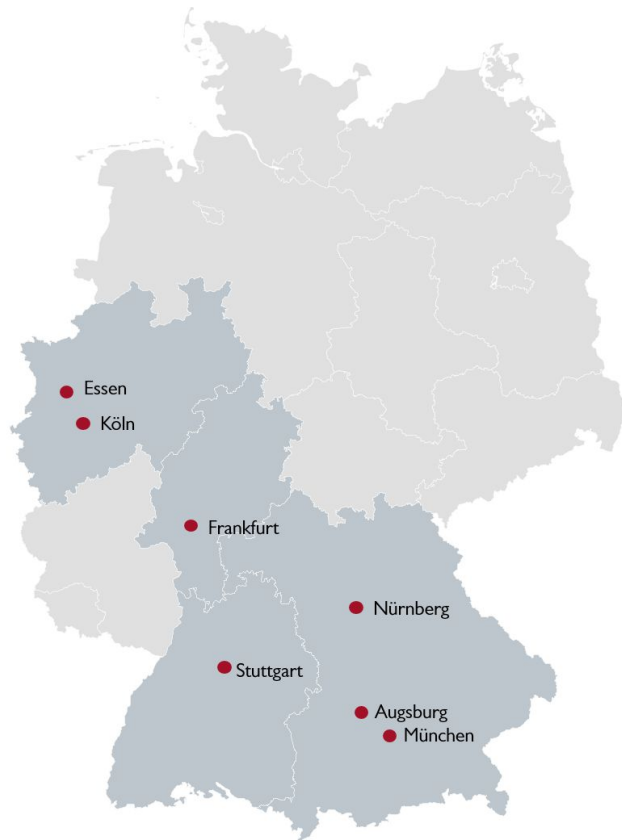 Essen
Köln
Frankfurt
Nürnberg
Stuttgart
Augsburg
München